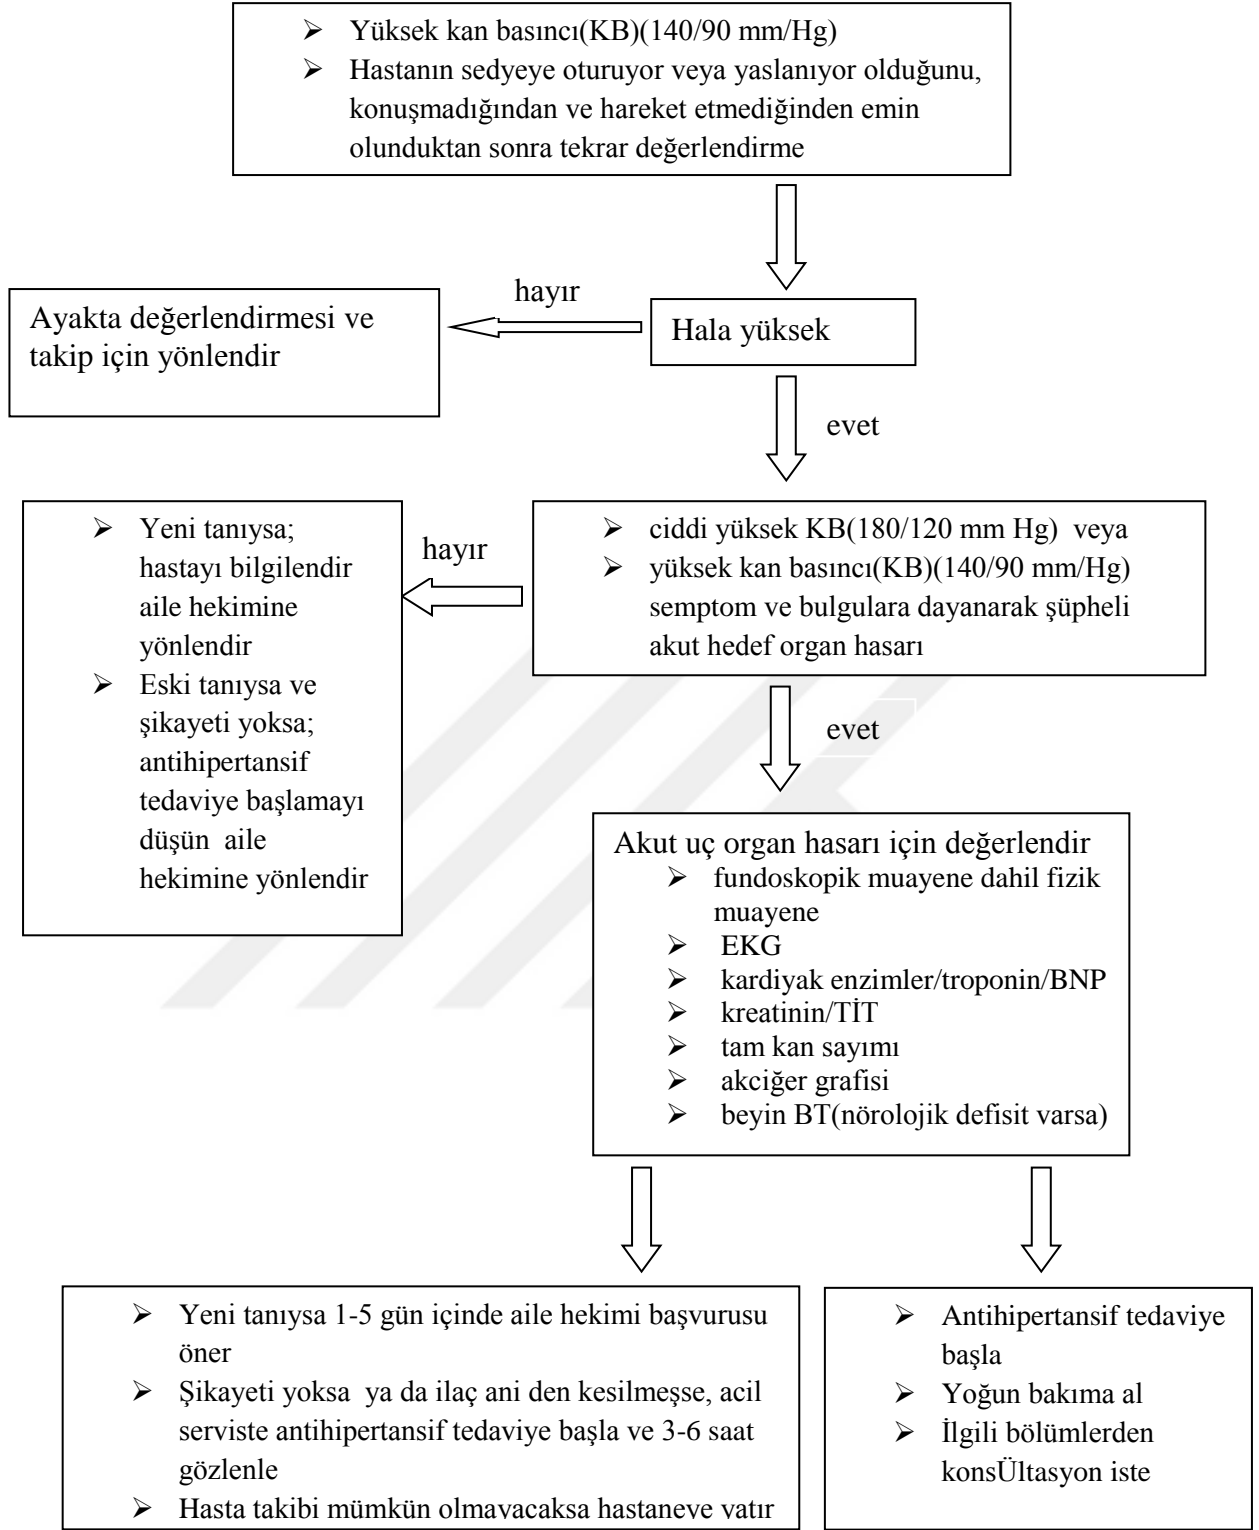 ➢ Yüksek kan basıncı(KB)(140/90 mm/Hg)
➢ Hastanın sedyeye oturuyor veya yaslanıyor olduğunu,
konuşmadığından ve hareket etmediğinden emin
olunduktan sonra tekrar değerlendirme
hayır
Ayakta değerlendirmesi ve
takip için yönlendir
Hala yüksek
evet
➢ Yeni tanıysa;
hastayı bilgilendir
aile hekimine
yönlendir
➢ Eski tanıysa ve
şikayeti yoksa;
antihipertansif
tedaviye başlamayı
düşün aile
hekimine yönlendir
hayır
➢ ciddi yüksek KB(180/120 mm Hg) veya
➢ yüksek kan basıncı(KB)(140/90 mm/Hg)
semptom ve bulgulara dayanarak şüpheli
akut hedef organ hasarı
evet
Akut uç organ hasarı için değerlendir
➢ fundoskopik muayene dahil fizik
muayene
➢ EKG
➢ kardiyak enzimler/troponin/BNP
➢ kreatinin/TİT
➢ tam kan sayımı
➢ akciğer grafisi
➢ beyin BT(nörolojik defisit varsa)
➢ Yeni tanıysa 1-5 gün içinde aile hekimi başvurusu
öner
➢ Şikayeti yoksa ya da ilaç ani den kesilmeşse, acil
serviste antihipertansif tedaviye başla ve 3-6 saat
gözlenle
➢ Hasta takibi mümkün olmayacaksa hastaneye yatır
➢ Antihipertansif tedaviye
başla
➢ Yoğun bakıma al
➢ İlgili bölümlerden
konsÜltasyon iste